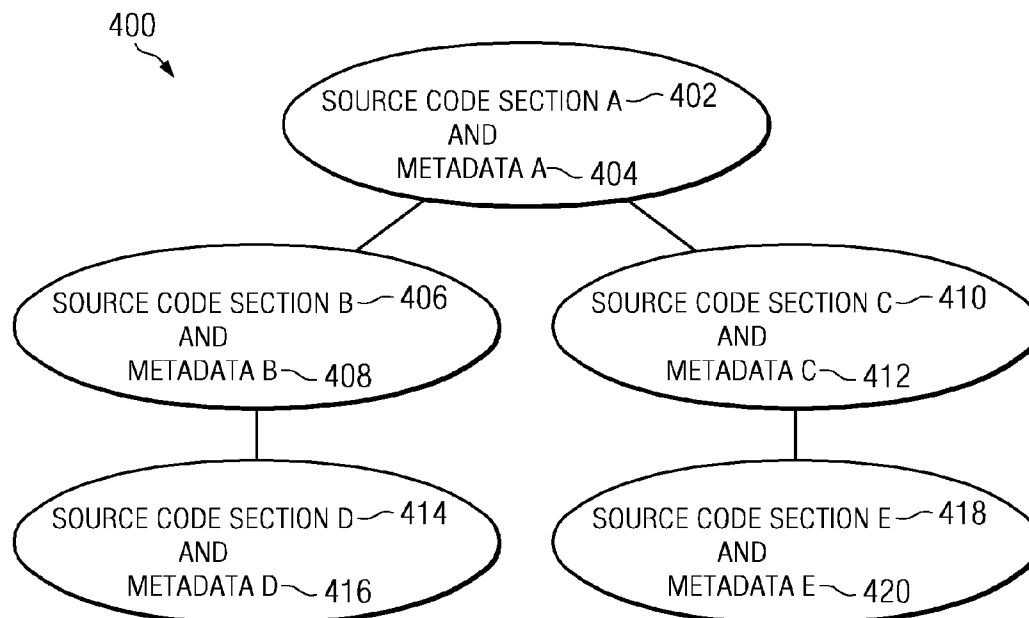 400
SOURCE CODE SECTION A 402
AND
METADATA A 404
SOURCE CODE SECTION B 406
AND
METADATA B 408
SOURCE CODE SECTION C 410
AND
METADATA C 412
SOURCE CODE SECTION D 414
AND
METADATA D 416
SOURCE CODE SECTION E 418
AND
METADATA E 420